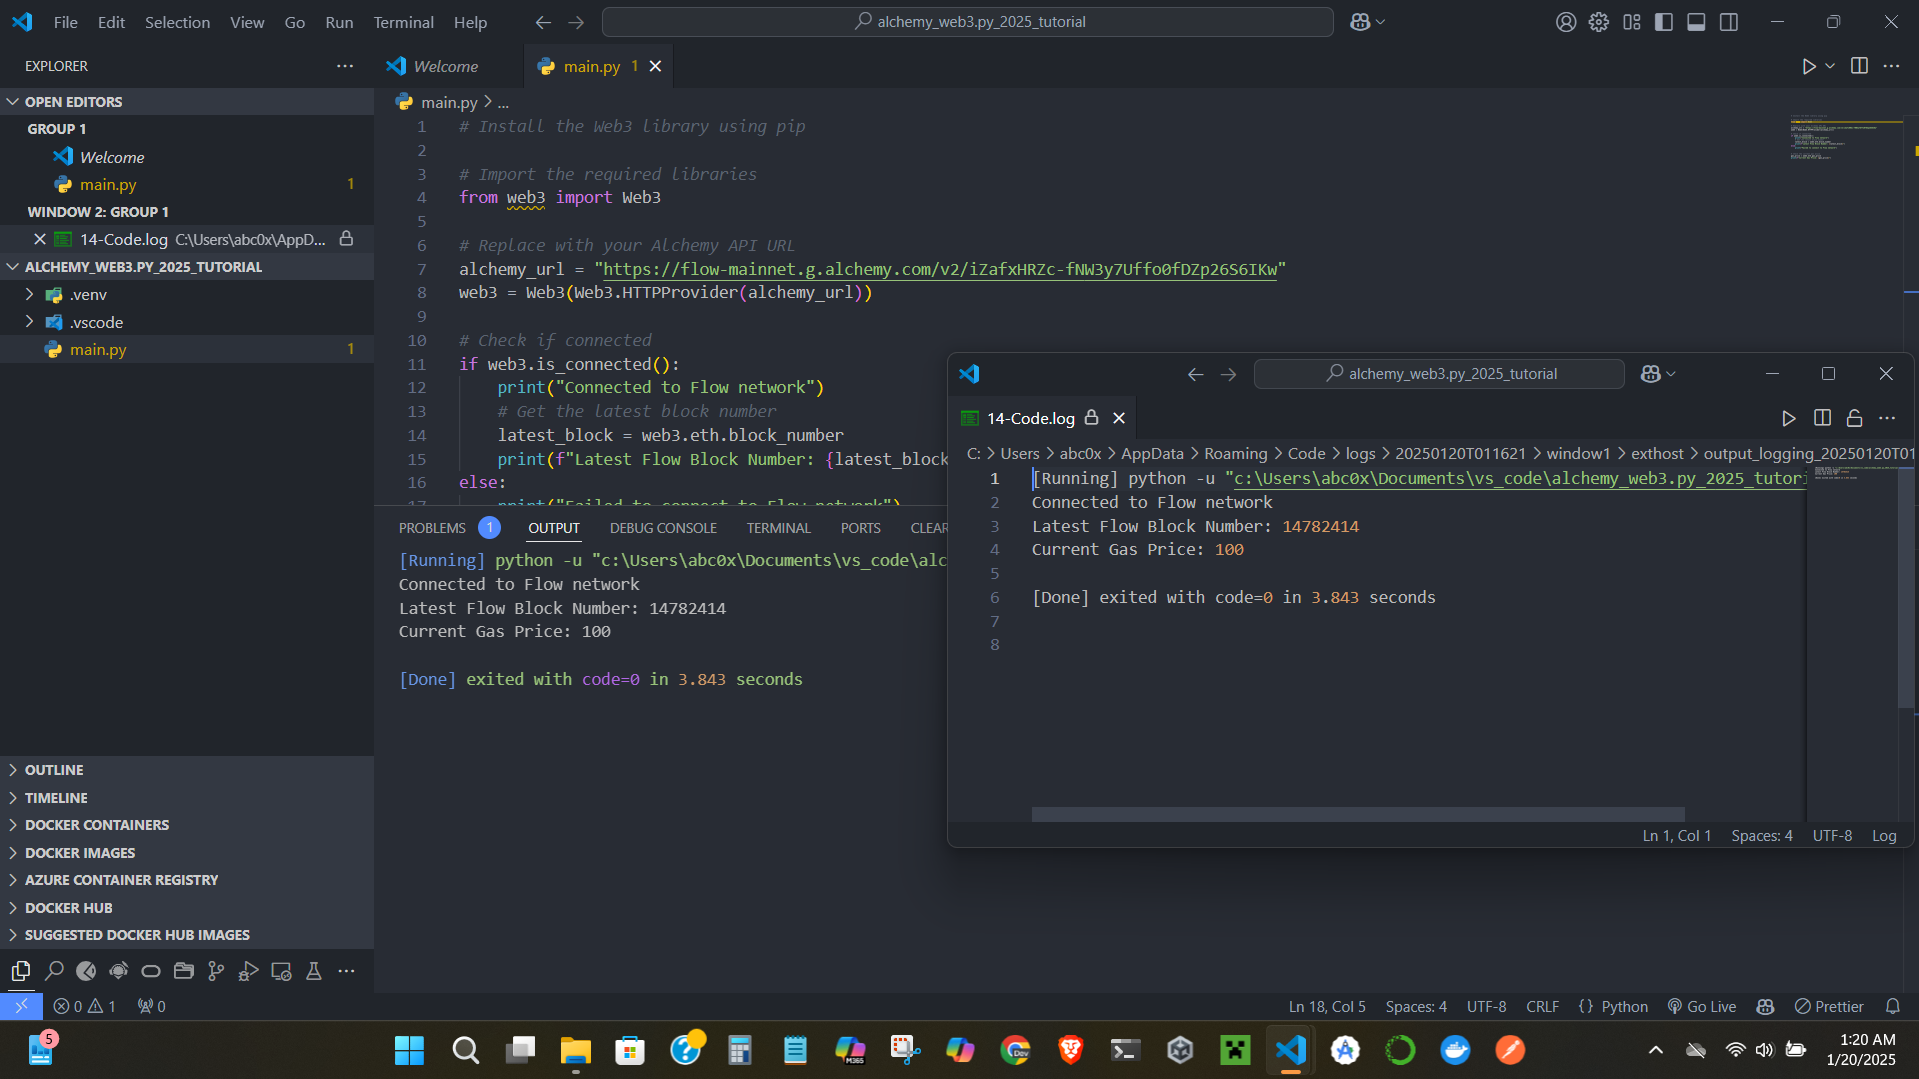 File Edit Selection View Go Run Terminal Help
alchemy_web3.py_2025_tutorial
EXPLORER
OPEN EDITORS
GROUP 1
Welcome
main.py 1
WINDOW 2: GROUP 1
14-Code.log C:\Users\abc0x\AppD...
ALCHEMY_WEB3.PY_2025_TUTORIAL
.venv
.vscode
main.py 1
OUTLINE
TIMELINE
DOCKER CONTAINERS
DOCKER IMAGES
AZURE CONTAINER REGISTRY
DOCKER HUB
SUGGESTED DOCKER HUB IMAGES
Welcome
main.py 1
main.py > ...
1 # Install the Web3 library using pip
2
3 # Import the required libraries
4 from web3 import Web3
5
6 # Replace with your Alchemy API URL
7 alchemy_url = "https://flow-mainnet.g.alchemy.com/v2/iZafxHRZc-fNW3y7Uffo0fDZp26S6IKw"
8 web3 = Web3(Web3.HTTPProvider(alchemy_url))
9
10 # Check if connected
11 if web3.is_connected():
12 print("Connected to Flow network")
13 # Get the latest block number
14 latest_block = web3.eth.block_number
15 print(f"Latest Flow Block Number: {latest_block
16 else:
17 print("Failed to connect to Flow network")
PROBLEMS 1 OUTPUT DEBUG CONSOLE TERMINAL PORTS CLEAR
[Running] python -u "c:\Users\abc0x\Documents\vs_code\alc
Connected to Flow network
Latest Flow Block Number: 14782414
Current Gas Price: 100
[Done] exited with code=0 in 3.843 seconds
alchemy_web3.py_2025_tutorial
14-Code.log
C: > Users > abc0x > AppData > Roaming > Code > logs > 20250120T011621 > window1 > exthost > output_logging_20250120T01
1 [Running] python -u "c:\Users\abc0x\Documents\vs_code\alchemy_web3.py_2025_tutori
2 Connected to Flow network
3 Latest Flow Block Number: 14782414
4 Current Gas Price: 100
5
6 [Done] exited with code=0 in 3.843 seconds
7
8
Ln 1, Col 1 Spaces: 4 UTF-8 Log
0 1 0 Ln 18, Col 5 Spaces: 4 UTF-8 CRLF {} Python Go Live Prettier
5
M365
Dev
1:20 AM
1/20/2025